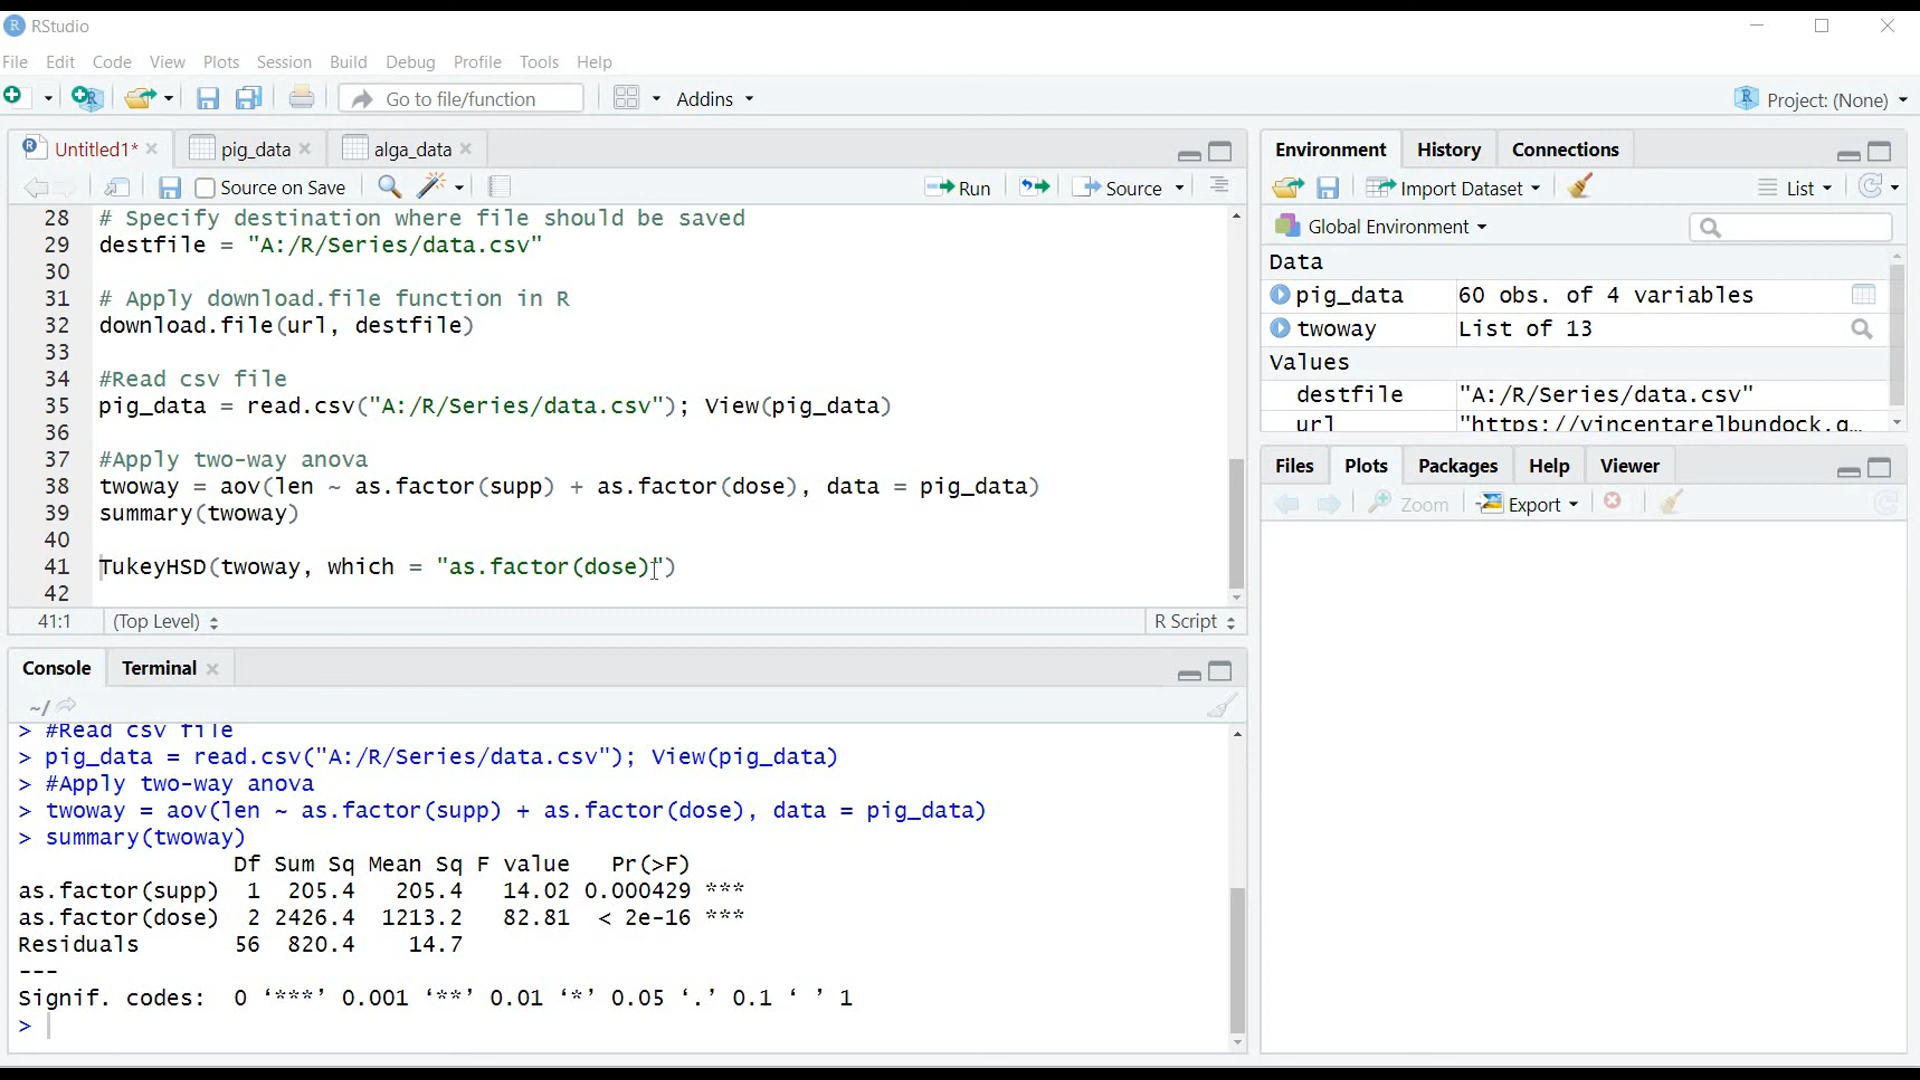 RStudio
File Edit Code View Plots Session Build Debug Profile Tools Help
Go to file/function Addins Project: (None)
Untitled1* pig_data alga_data
Source on Save Run Source
28 # Specify destination where file should be saved
29 destfile = "A:/R/Series/data.csv"
30
31 # Apply download.file function in R
32 download.file(url, destfile)
33
34 #Read csv file
35 pig_data = read.csv("A:/R/Series/data.csv"); View(pig_data)
36
37 #Apply two-way anova
38 twoway = aov(len ~ as.factor(supp) + as.factor(dose), data = pig_data)
39 summary(twoway)
40
41 TukeyHSD(twoway, which = "as.factor(dose)")
42
41:1 (Top Level) R Script
Console Terminal
~/
> #Read csv file
> pig_data = read.csv("A:/R/Series/data.csv"); View(pig_data)
> #Apply two-way anova
> twoway = aov(len ~ as.factor(supp) + as.factor(dose), data = pig_data)
> summary(twoway)
Df Sum Sq Mean Sq F value Pr(>F)
as.factor(supp) 1 205.4 205.4 14.02 0.000429 ***
as.factor(dose) 2 2426.4 1213.2 82.81 < 2e-16 ***
Residuals 56 820.4 14.7
---
Signif. codes: 0 ‘***’ 0.001 ‘**’ 0.01 ‘*’ 0.05 ‘.’ 0.1 ‘ ’ 1
>
Environment History Connections
Import Dataset List
Global Environment
Data
pig_data 60 obs. of 4 variables
twoway List of 13
Values
destfile "A:/R/Series/data.csv"
url "https://vincentarelbundock.g…
Files Plots Packages Help Viewer
Zoom Export